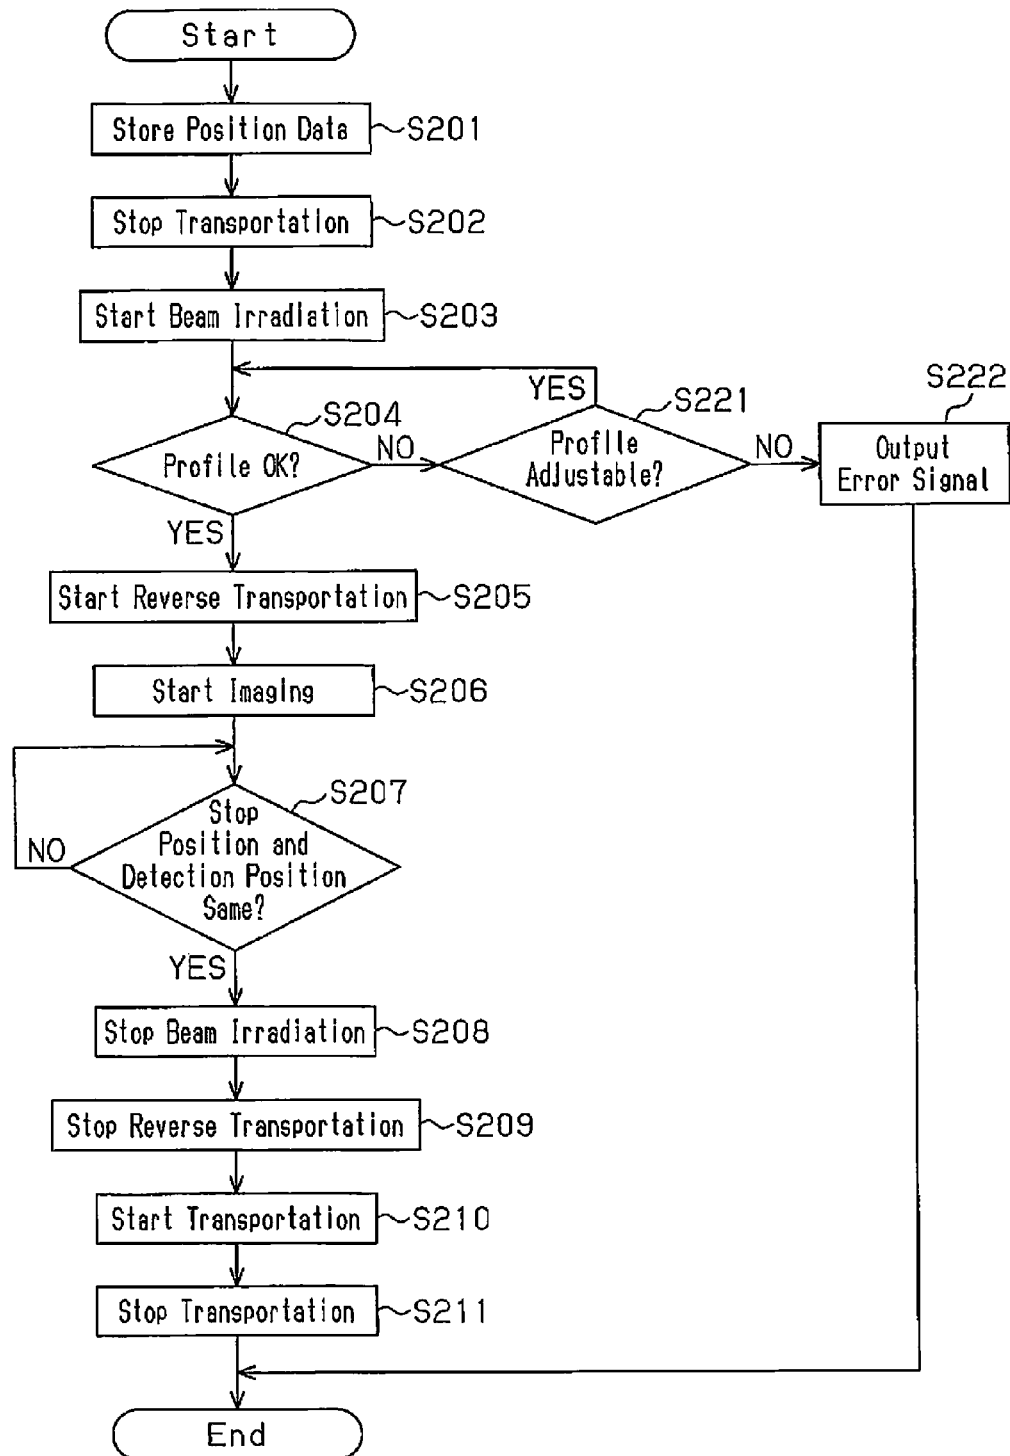 Start
Store Position Data
S201
Stop Transportation
S202
Start Beam Irradiation
S203
S204
Profile OK?
NO
YES
S221
Profile
Adjustable?
YES
NO
S222
Output
Error Signal
Start Reverse Transportation
S205
Start Imaging
S206
S207
Stop
Position and
Detection Position
Same?
NO
YES
Stop Beam Irradiation
S208
Stop Reverse Transportation
S209
Start Transportation
S210
Stop Transportation
S211
End